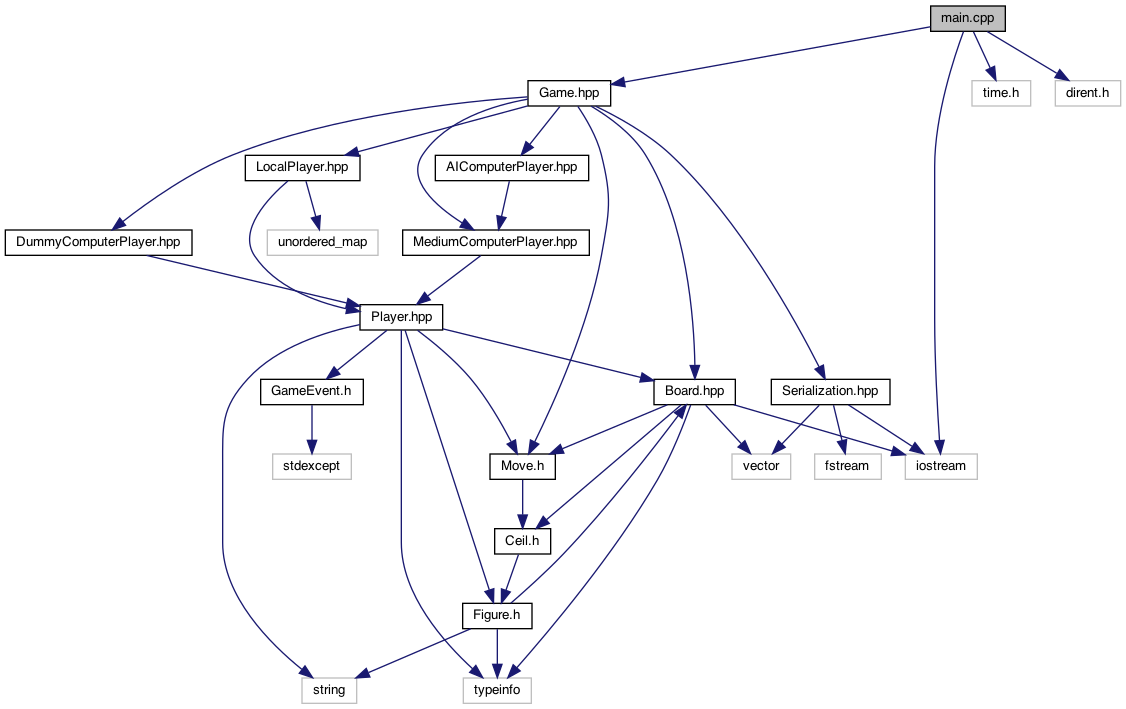 main.cpp
Game.hpp
time.h
dirent.h
LocalPlayer.hpp
AIComputerPlayer.hpp
DummyComputerPlayer.hpp
unordered_map
MediumComputerPlayer.hpp
Player.hpp
GameEvent.h
Board.hpp
Serialization.hpp
stdexcept
Move.h
vector
fstream
iostream
Ceil.h
Figure.h
string
typeinfo